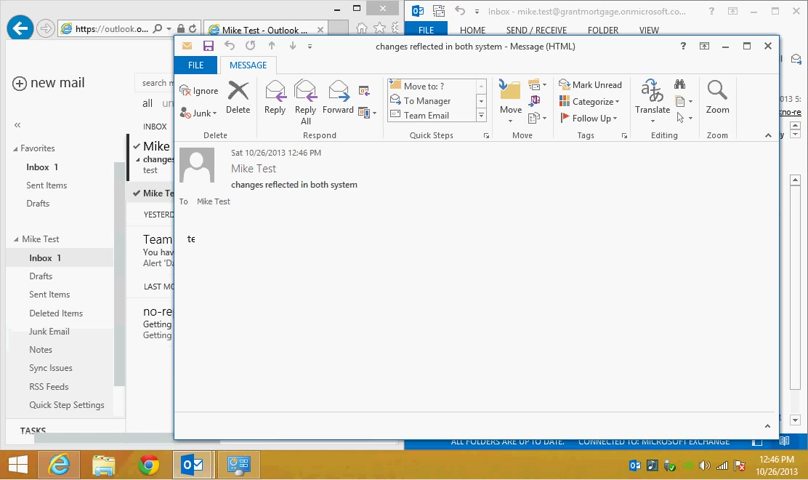 https://outlook.o...
Mike Test - Outlook ...
Inbox - mike.test@grantmortgage.onmicrosoft.co...
FILE
HOME
SEND / RECEIVE
FOLDER
VIEW
changes reflected in both system - Message (HTML)
FILE
MESSAGE
Ignore
Junk
Delete
Reply
Reply All
Forward
Move to: ?
To Manager
Team Email
Move
Mark Unread
Categorize
Follow Up
Translate
Zoom
Delete
Respond
Quick Steps
Move
Tags
Editing
Zoom
Sat 10/26/2013 12:46 PM
Mike Test
changes reflected in both system
To Mike Test
te
new mail
search m
all un
INBOX
Mike
changes
test
Mike Te
YESTERD
Team
You have
Alert 'Da
LAST MO
no-re
Getting
Getting
Favorites
Inbox 1
Sent Items
Drafts
Mike Test
Inbox 1
Drafts
Sent Items
Deleted Items
Junk Email
Notes
Sync Issues
RSS Feeds
Quick Step Settings
TASKS
ALL FOLDERS ARE UP TO DATE.
CONNECTED TO: MICROSOFT EXCHANGE
12:46 PM
10/26/2013